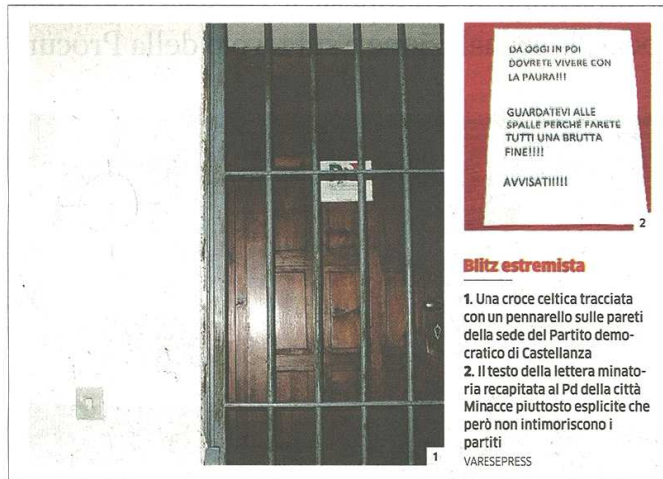 della Procur
DA OGGI IN POI
DOVRETE VIVERE CON
LA PAURA!!!
GUARDATEVI ALLE
SPALLE PERCHÉ FARETE
TUTTI UNA BRUTTA
FINE!!!!
AVVISATI!!!!!
2
Blitz estremista
1. Una croce celtica tracciata
con un pennarello sulle pareti
della sede del Partito demo-
cratico di Castellanza
2. Il testo della lettera minato-
ria recapitata al Pd della città
Minacce piuttosto esplicite che
però non intimoriscono i
partiti
VARESEPRESS
1